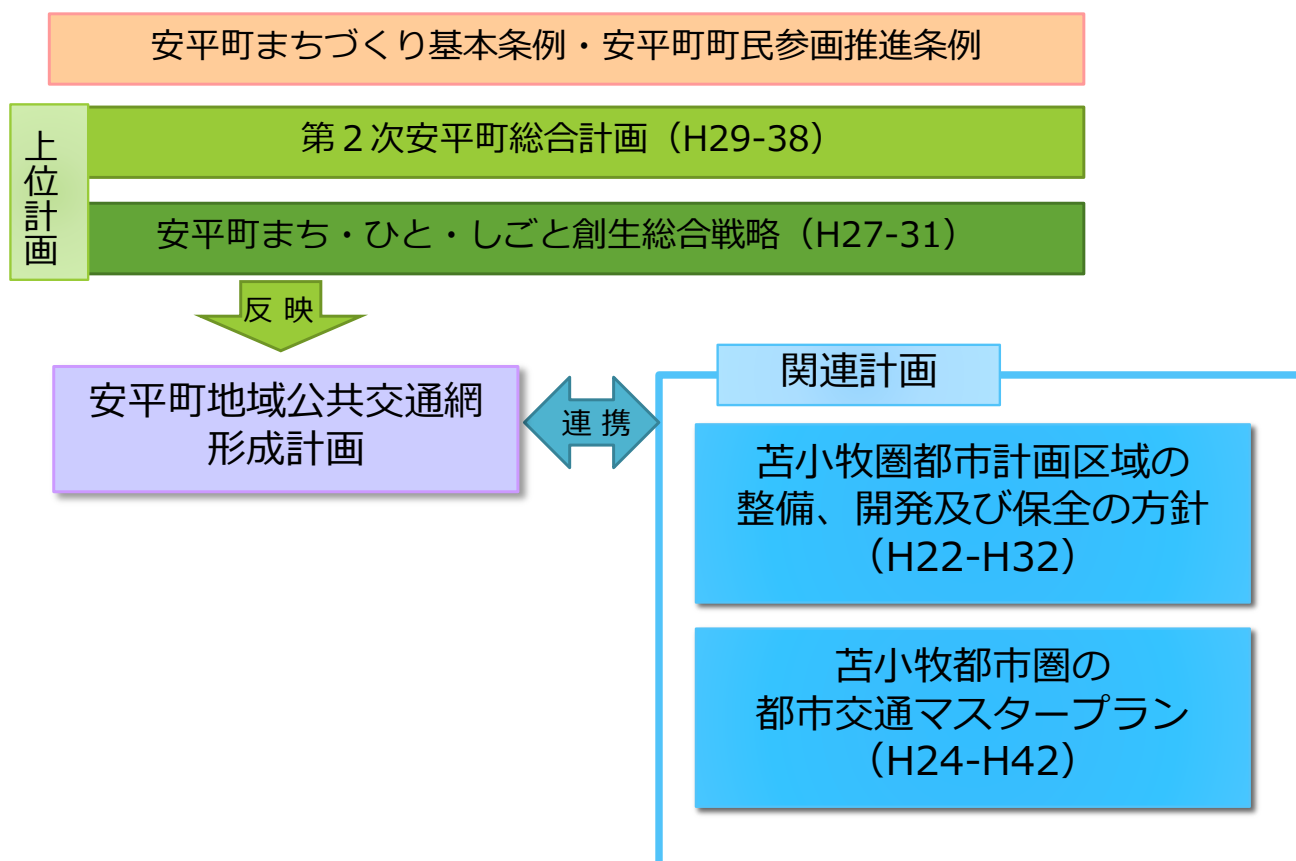 安平町まちづくり基本条例・安平町町民参画推進条例
上位計画
第２次安平町総合計画（H29-38）
安平町まち・ひと・しごと創生総合戦略（H27-31）
反 映
安平町地域公共交通網
形成計画
連 携
関連計画
苫小牧圏都市計画区域の
整備、開発及び保全の方針
（H22-H32）
苫小牧都市圏の
都市交通マスタープラン
（H24-H42）